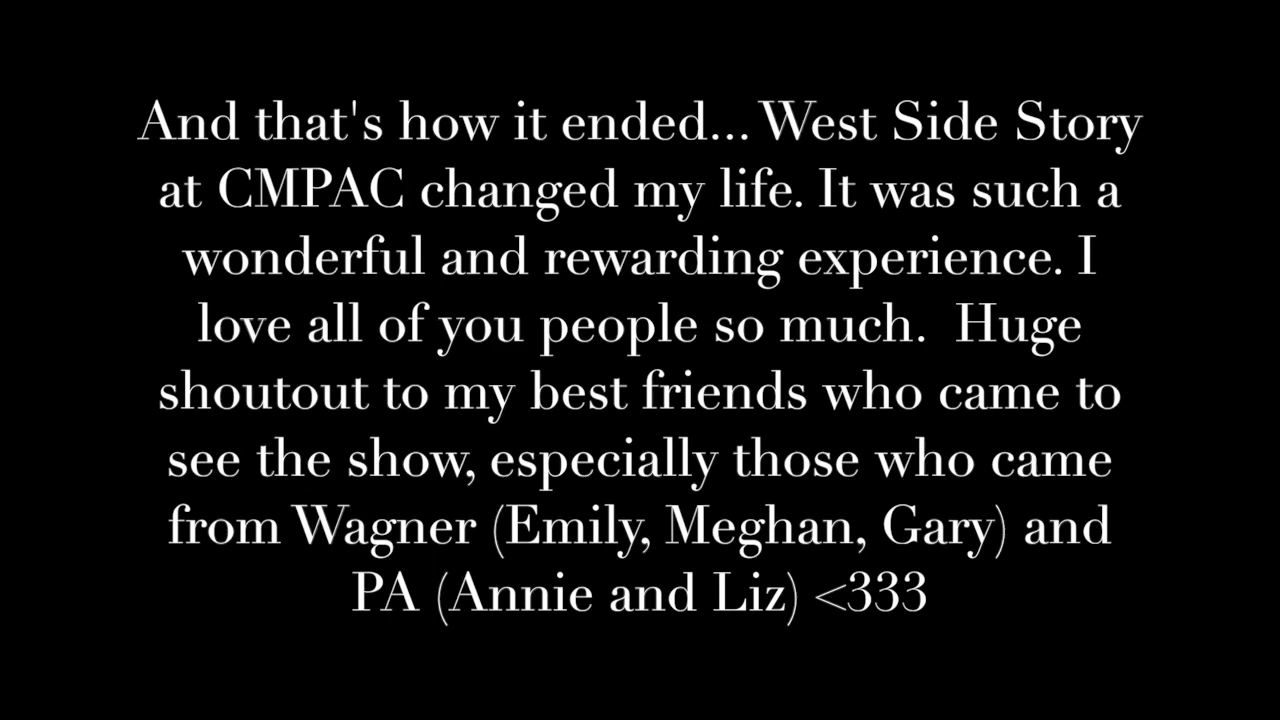 And that's how it ended... West Side Story
at CMPAC changed my life. It was such a
wonderful and rewarding experience. I
love all of you people so much.  Huge
shoutout to my best friends who came to
see the show, especially those who came
from Wagner (Emily, Meghan, Gary) and
PA (Annie and Liz) <333